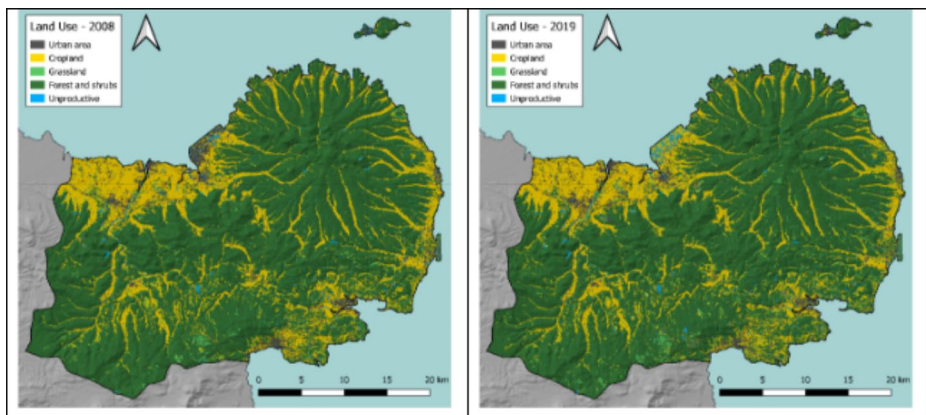 Land Use - 2008
Urban area
Cropland
Grassland
Forest and shrubs
Unproductive
0 5 10 15 20 km
Land Use - 2019
Urban area
Cropland
Grassland
Forest and shrubs
Unproductive
0 5 10 15 20 km